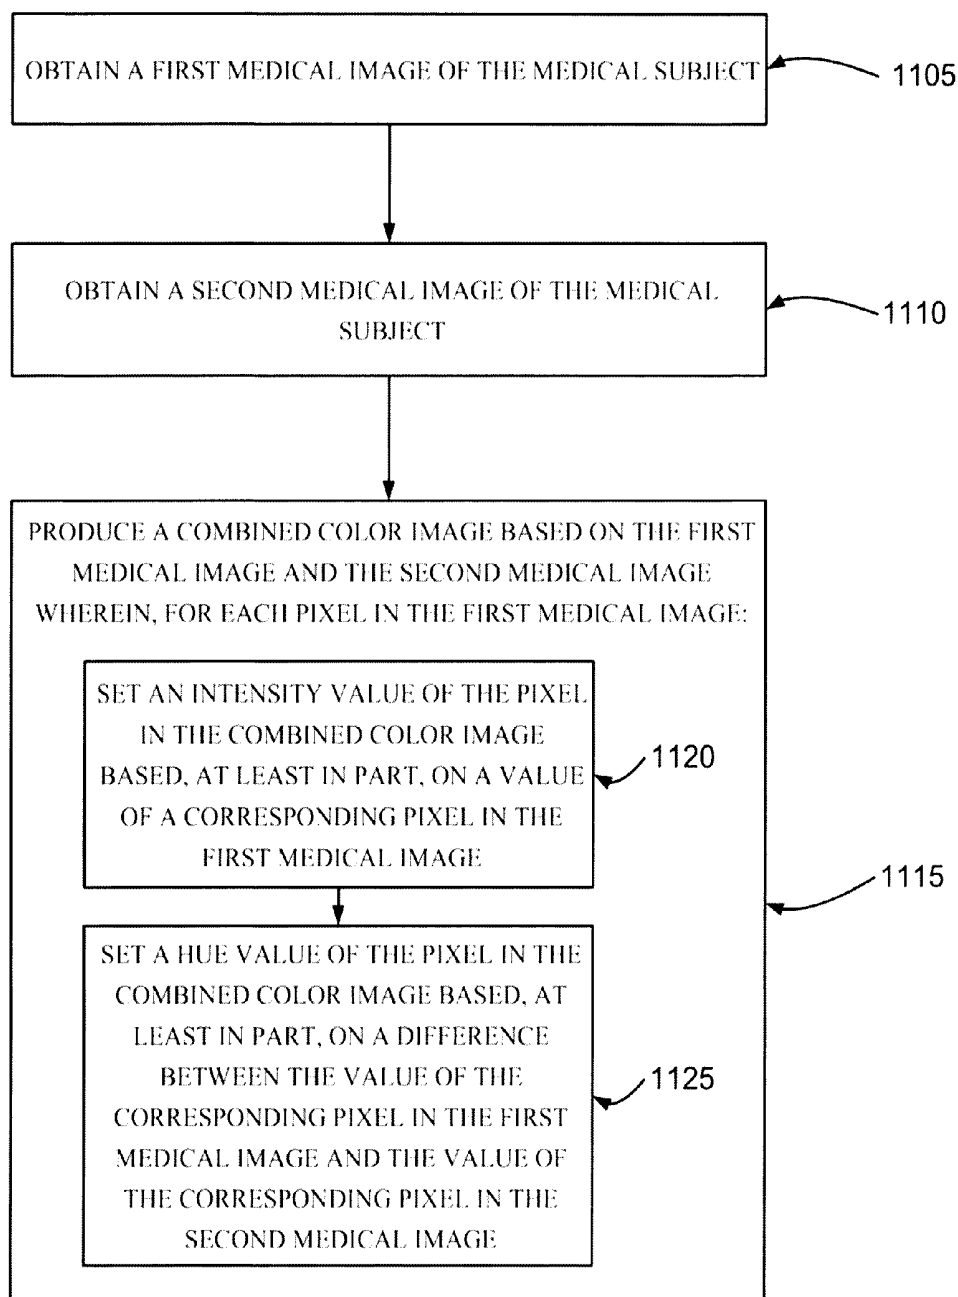 OBTAIN A FIRST MEDICAL IMAGE OF THE MEDICAL SUBJECT
1105
OBTAIN A SECOND MEDICAL IMAGE OF THE MEDICAL
SUBJECT
1110
PRODUCE A COMBINED COLOR IMAGE BASED ON THE FIRST
MEDICAL IMAGE AND THE SECOND MEDICAL IMAGE
WHEREIN, FOR EACH PIXEL IN THE FIRST MEDICAL IMAGE:
SET AN INTENSITY VALUE OF THE PIXEL
IN THE COMBINED COLOR IMAGE
BASED, AT LEAST IN PART, ON A VALUE
OF A CORRESPONDING PIXEL IN THE
FIRST MEDICAL IMAGE
1120
1115
SET A HUE VALUE OF THE PIXEL IN THE
COMBINED COLOR IMAGE BASED, AT
LEAST IN PART, ON A DIFFERENCE
BETWEEN THE VALUE OF THE
CORRESPONDING PIXEL IN THE FIRST
MEDICAL IMAGE AND THE VALUE OF
THE CORRESPONDING PIXEL IN THE
SECOND MEDICAL IMAGE
1125